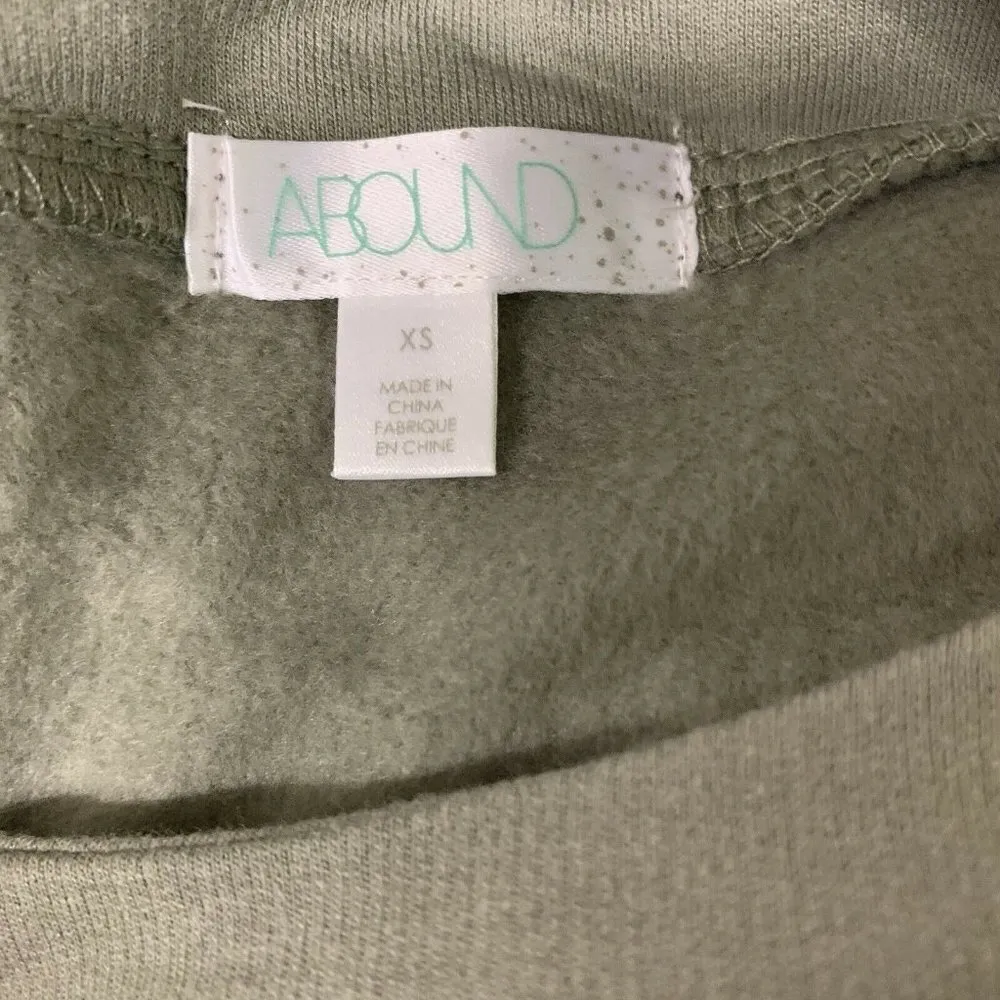 ABOUND
XS
MADE IN
CHINA
FABRIQUE
EN CHINE